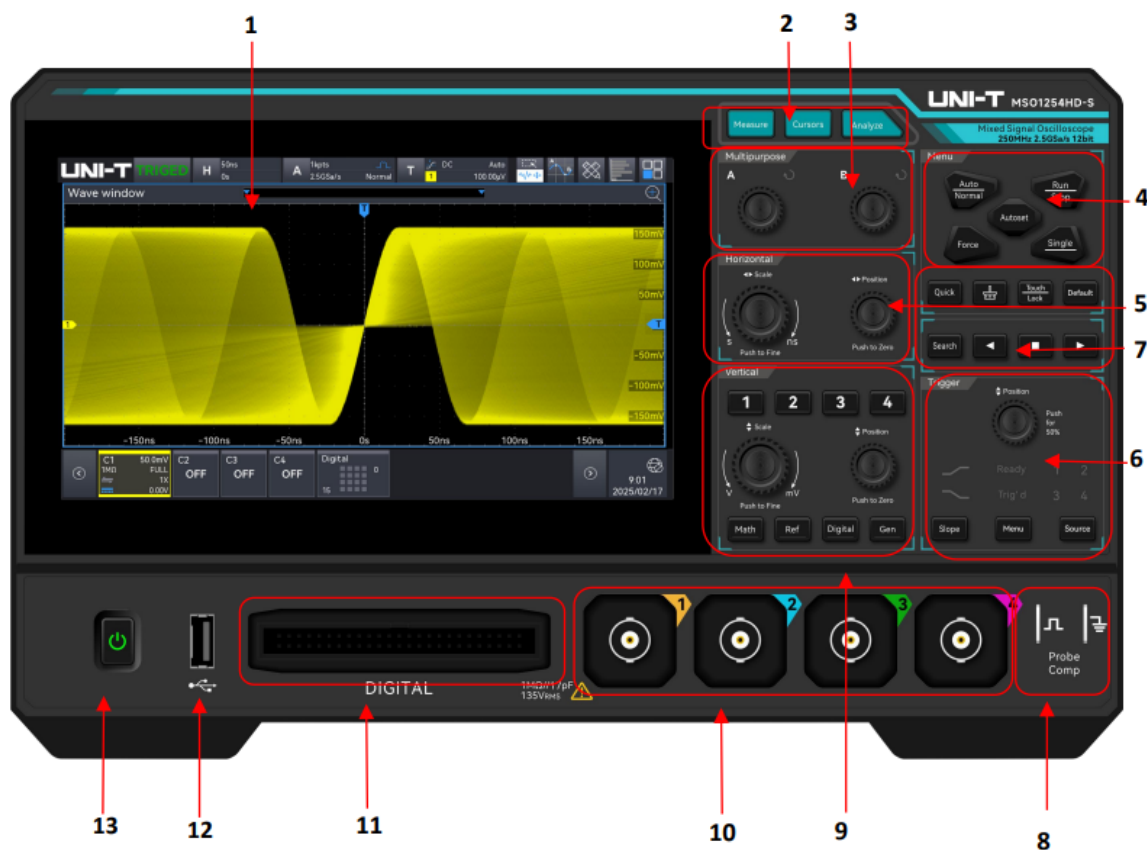 1
2
3
UNI-T MSO1254HD-S
Mixed Signal Oscilloscope
250MHz 2.5GSa/s 12bit
Measure Cursors Analyze
UNI-T TRIGED H 50ns 0s A 1kpts 2.5GSa/s Normal T DC 1 Auto 100.00μV
Wave window
T
150mV
100mV
50mV
1
T
-50mV
-100mV
-150mV
-150ns -100ns -50ns 0s 50ns 100ns 150ns
C1 50.0mV
1MΩ FULL
1X
0.00V
C2 OFF
C3 OFF
C4 OFF
Digital 0
15
9:01
2025/02/17
Multipurpose
A B
Menu
Auto
Normal
Run
Stop
Autoset
Force
Single
4
Horizontal
Scale
Position
s ns
Push to Fine
Push to Zero
Quick
Touch
Lock
Default
5
Search
7
Vertical
1 2 3 4
Scale
Position
V mV
Push to Fine
Push to Zero
Math Ref Digital Gen
Trigger
Position
Push
for
50%
Ready 1 2
Trig'd 3 4
6
Slope Menu Source
DIGITAL
1MΩ//17pF
135VRMS
1
2
3
4
Probe
Comp
13
12
11
10
9
8